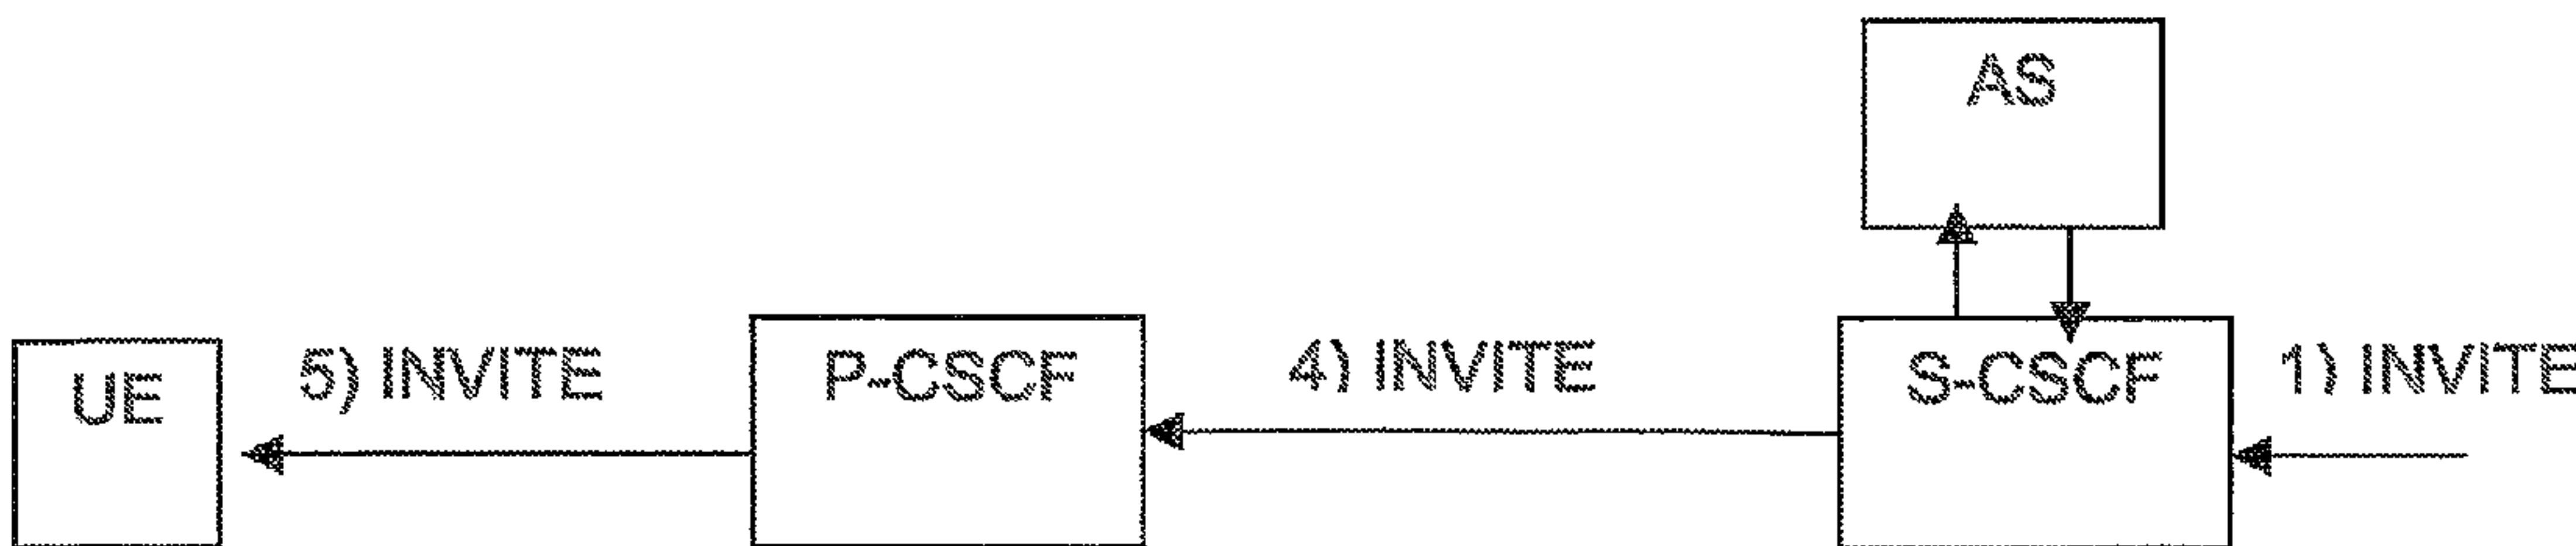 AS
UE
5) INVITE
P-CSCF
4) INVITE
S-CSCF
1) INVITE